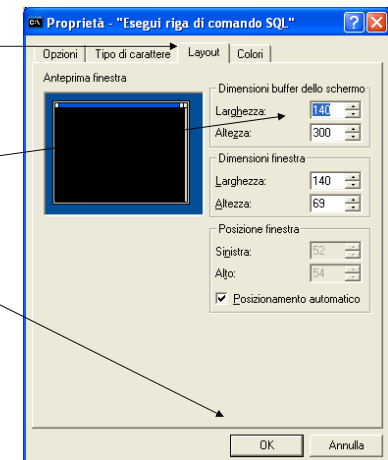 Proprietà - "Esegui riga di comando SQL"
Opzioni Tipo di carattere Layout Colori
Anteprima finestra
Dimensioni buffer dello schermo
Larghezza: 140
Altezza: 300
Dimensioni finestra
Larghezza: 140
Altezza: 69
Posizione finestra
Sinistra: 52
Alto: 54
Posizionamento automatico
OK Annulla